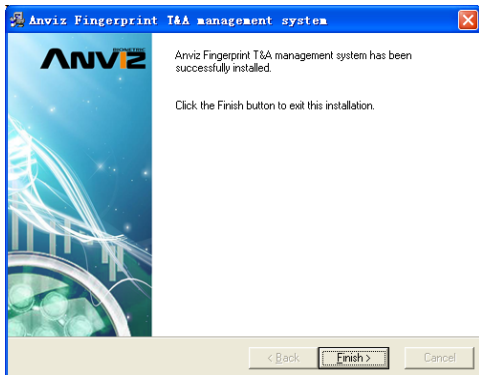 Anviz Fingerprint T&A management system
ANVIZ
BIOMETRIC
Anviz Fingerprint T&A management system has been
successfully installed.
Click the Finish button to exit this installation.
< Back
Finish >
Cancel